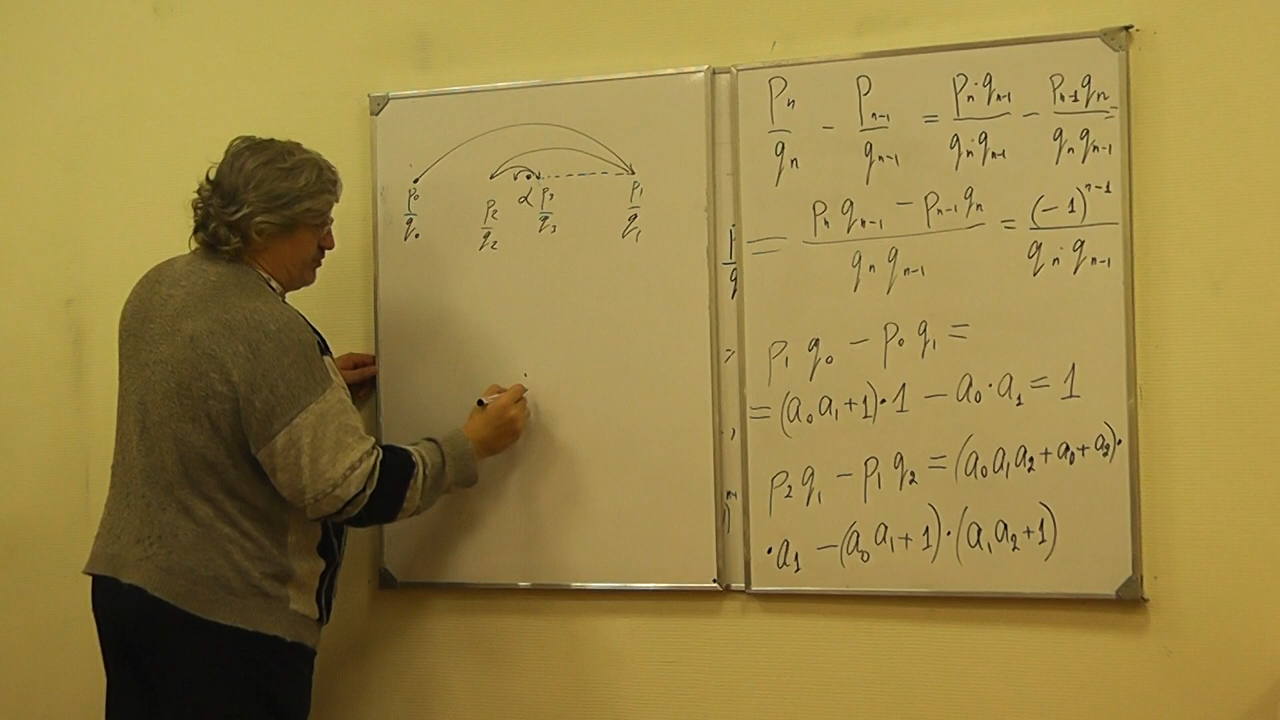 p₀/q₀ p₂/q₂ α p₃/q₃ p₁/q₁
pₙ/qₙ − pₙ₋₁/qₙ₋₁ = pₙ·qₙ₋₁/qₙ·qₙ₋₁ − pₙ₋₁qₙ/qₙqₙ₋₁ =
= pₙqₙ₋₁ − pₙ₋₁qₙ/qₙqₙ₋₁ = (−1)ⁿ⁻¹/qₙ·qₙ₋₁
p₁q₀ − p₀q₁ =
= (a₀a₁+1)·1 − a₀·a₁ = 1
p₂q₁ − p₁q₂ = (a₀a₁a₂+a₀+a₂)·
·a₁ − (a₀a₁+1)·(a₁a₂+1)